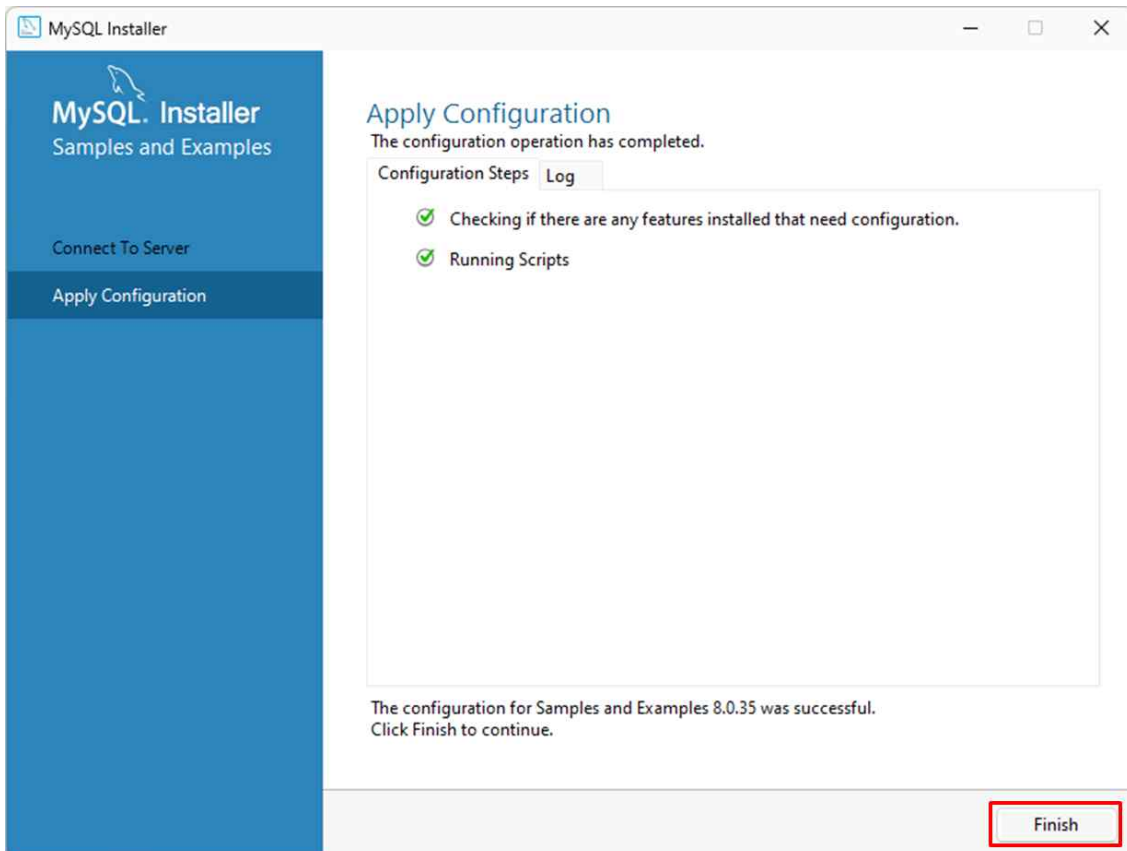 MySQL Installer
MySQL. Installer
Samples and Examples
Connect To Server
Apply Configuration
Apply Configuration
The configuration operation has completed.
Configuration Steps Log
Checking if there are any features installed that need configuration.
Running Scripts
The configuration for Samples and Examples 8.0.35 was successful.
Click Finish to continue.
Finish